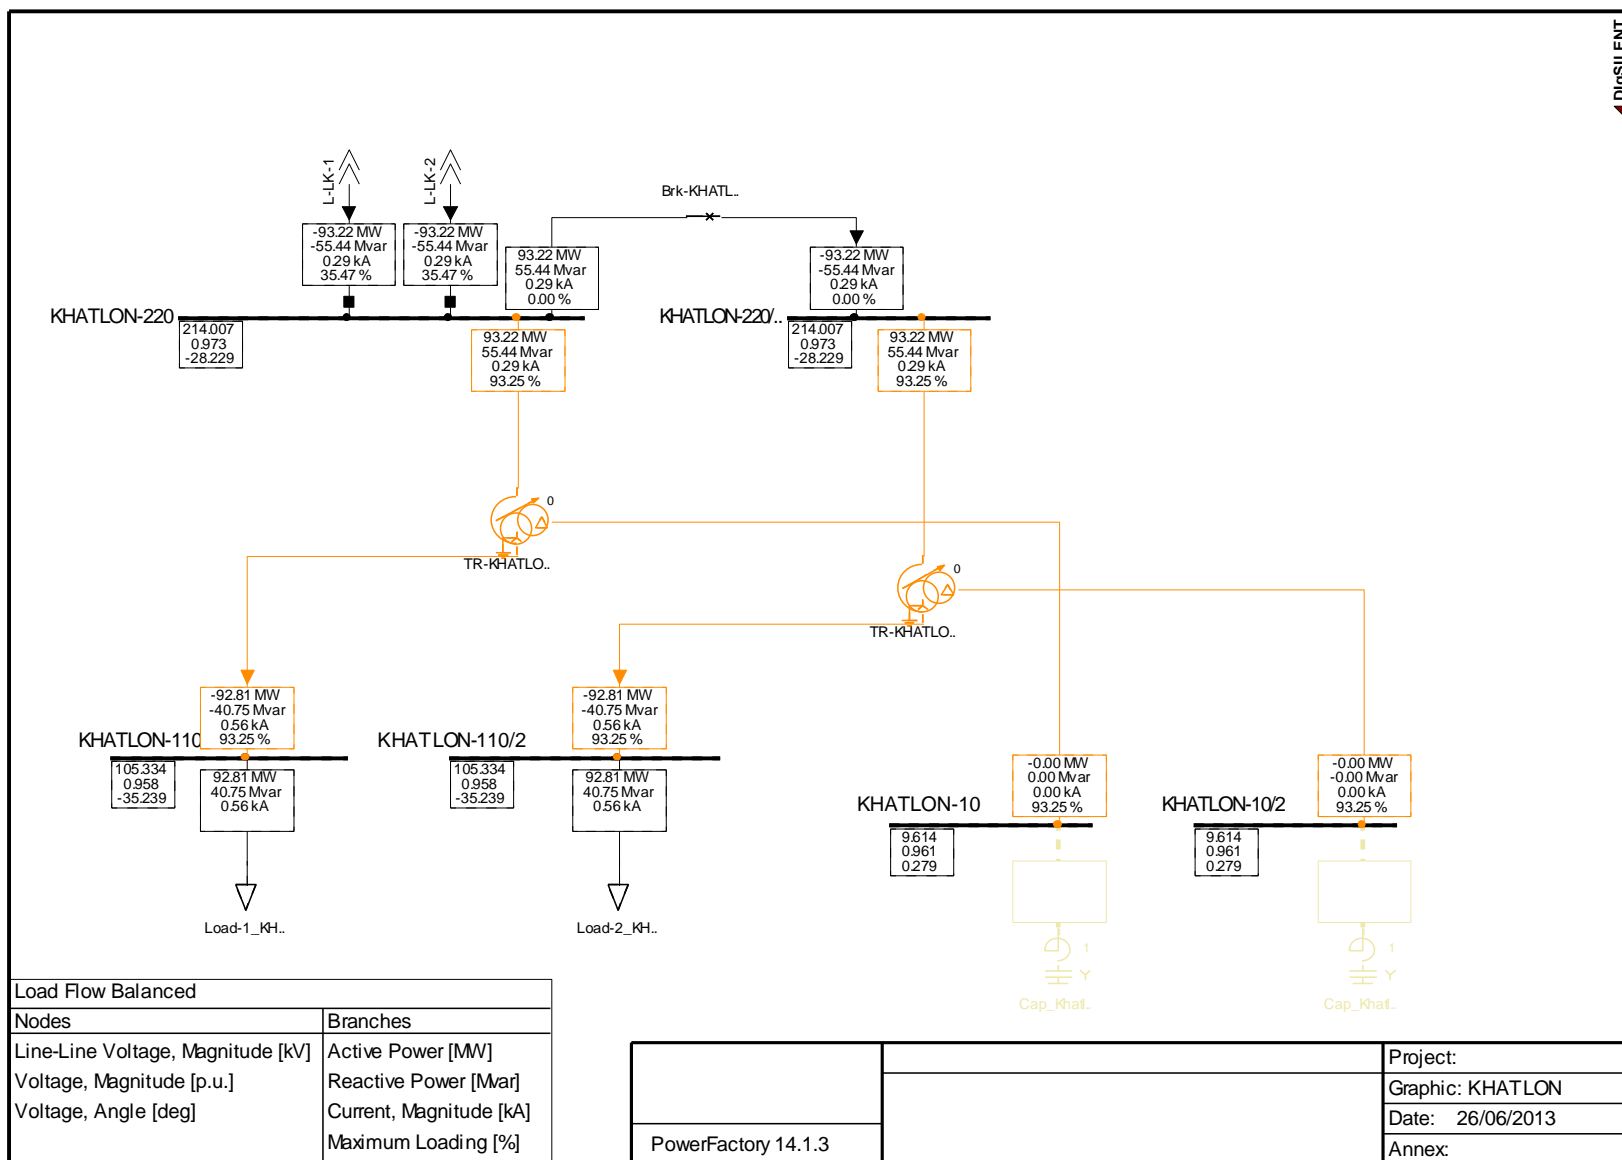 DIgSILENT
L-LK-1
L-LK-2
Brk-KHATL..
-93.22 MW
-55.44 Mvar
0.29 kA
35.47 %
-93.22 MW
-55.44 Mvar
0.29 kA
35.47 %
93.22 MW
55.44 Mvar
0.29 kA
0.00 %
-93.22 MW
-55.44 Mvar
0.29 kA
0.00 %
KHATLON-220
214.007
0.973
-28.229
93.22 MW
55.44 Mvar
0.29 kA
93.25 %
KHATLON-220/..
214.007
0.973
-28.229
93.22 MW
55.44 Mvar
0.29 kA
93.25 %
0
TR-KHATLO..
0
TR-KHATLO..
-92.81 MW
-40.75 Mvar
0.56 kA
93.25 %
KHATLON-110
105.334
0.958
-35.239
92.81 MW
40.75 Mvar
0.56 kA
-92.81 MW
-40.75 Mvar
0.56 kA
93.25 %
KHATLON-110/2
105.334
0.958
-35.239
92.81 MW
40.75 Mvar
0.56 kA
-0.00 MW
0.00 Mvar
0.00 kA
93.25 %
KHATLON-10
9.614
0.961
0.279
-0.00 MW
-0.00 Mvar
0.00 kA
93.25 %
KHATLON-10/2
9.614
0.961
0.279
Load-1_KH..
Load-2_KH..
1
Y
Cap_Khatl..
1
Y
Cap_Khatl..
Load Flow Balanced
Nodes
Branches
Line-Line Voltage, Magnitude [kV]
Active Power [MW]
Voltage, Magnitude [p.u.]
Reactive Power [Mvar]
Voltage, Angle [deg]
Current, Magnitude [kA]
Maximum Loading [%]
PowerFactory 14.1.3
Project:
Graphic: KHATLON
Date: 26/06/2013
Annex: